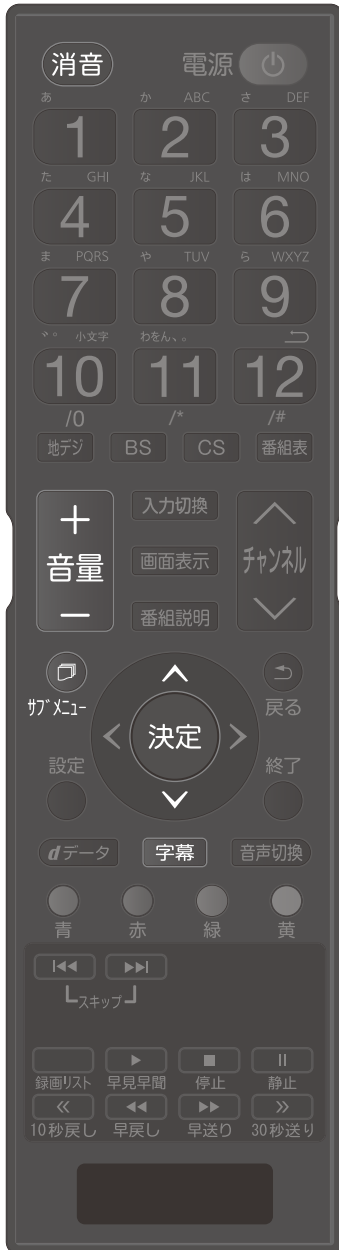 消音 電源
あ か ABC さ DEF
1 2 3
た GHI な JKL は MNO
4 5 6
ま PQRS や TUV ら WXYZ
7 8 9
゛゜ 小文字 わをん、。
10 11 12
/0 /* /#
地デジ BS CS 番組表
入力切換
+ 音量 - 画面表示 チャンネル
番組説明
サブメニュー 戻る
決定
設定 終了
dデータ 字幕 音声切換
青 赤 緑 黄
スキップ
録画リスト 早見早聞 停止 静止
10秒戻し 早戻し 早送り 30秒送り